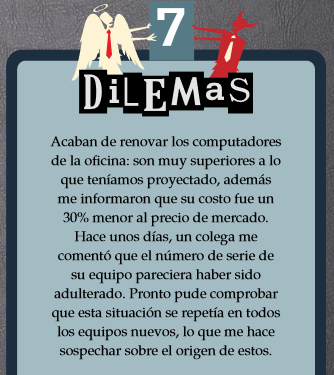 7
DiLEMaS
Acaban de renovar los computadores
de la oficina: son muy superiores a lo
que teníamos proyectado, además
me informaron que su costo fue un
30% menor al precio de mercado.
Hace unos días, un colega me
comentó que el número de serie de
su equipo pareciera haber sido
adulterado. Pronto pude comprobar
que esta situación se repetía en todos
los equipos nuevos, lo que me hace
sospechar sobre el origen de estos.